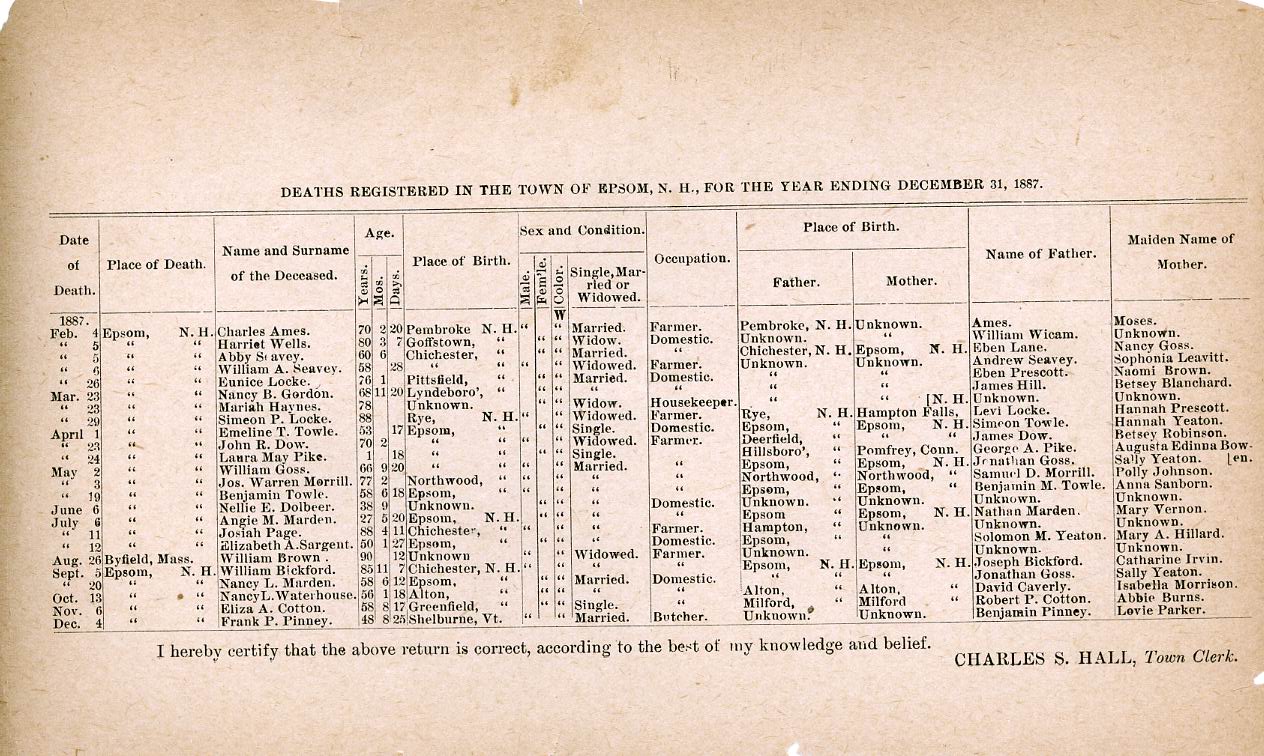 DEATHS REGISTERED IN THE TOWN OF EPSOM, N. H., FOR THE YEAR ENDING DECEMBER 31, 1887.
Date of Death. Place of Death. Name and Surname of the Deceased. Age. Years. Mos. Days. Place of Birth. Sex and Condition. Male. Fem'le. Color. Single, Mar-ried or Widowed. Occupation. Place of Birth. Father. Mother. Name of Father. Maiden Name of Mother.
1887. W
Feb. 4 Epsom, N. H. Charles Ames. 70 2 20 Pembroke N. H. “ “ Married. Farmer. Pembroke, N. H. Unknown. Ames. Moses.
“ 5 “ “ Harriet Wells. 80 3 7 Goffstown, “ “ “ Widow. Domestic. Unknown. “ William Wicam. Unknown.
“ 5 “ “ Abby Seavey. 60 6 Chichester, “ “ “ Married. “ Chichester, N. H. Epsom, N. H. Eben Lane. Nancy Goss.
“ 6 “ “ William A. Seavey. 58 28 “ “ “ “ Widowed. Farmer. Unknown. Unknown. Andrew Seavey. Sophonia Leavitt.
“ 26 “ “ Eunice Locke. 76 1 Pittsfield, “ “ “ Married. Domestic. “ “ Eben Prescott. Naomi Brown.
Mar. 23 “ “ Nancy B. Gordon. 68 11 20 Lyndeboro', “ “ “ “ “ “ “ James Hill. Betsey Blanchard.
“ 23 “ “ Mariah Haynes. 78 Unknown. “ “ Widow. Housekeeper. “ “ [N. H. Unknown. Unknown.
“ 29 “ “ Simeon P. Locke. 88 Rye, N. H. “ “ Widowed. Farmer. Rye, N. H. Hampton Falls, Levi Locke. Hannah Prescott.
April 1 “ “ Emeline T. Towle. 53 17 Epsom, “ “ “ Single. Domestic. Epsom, “ Epsom, N. H. Simeon Towle. Hannah Yeaton.
“ 23 “ “ John R. Dow. 70 2 “ “ “ “ Widowed. Farmer. Deerfield, “ “ “ James Dow. Betsey Robinson.
“ 24 “ “ Laura May Pike. 1 18 “ “ “ “ Single. Hillsboro', “ Pomfrey, Conn. George A. Pike. Augusta Edinna Bow-
May 2 “ “ William Goss. 66 9 20 “ “ “ “ Married. “ Epsom, “ Epsom, N. H. Jonathan Goss. Sally Yeaton. [en.
“ 3 “ “ Jos. Warren Morrill. 77 2 Northwood, “ “ “ “ “ Northwood, “ Northwood, “ Samuel D. Morrill. Polly Johnson.
“ 19 “ “ Benjamin Towle. 58 6 18 Epsom, “ “ “ “ “ Epsom, “ Epsom, “ Benjamin M. Towle. Anna Sanborn.
June 6 “ “ Nellie E. Dolbeer. 38 9 Unknown. “ “ “ Domestic. Unknown. Unknown. Unknown. Unknown.
July 6 “ “ Angie M. Marden. 27 5 20 Epsom, N. H. “ “ “ “ Epsom “ Epsom, N. H. Nathan Marden. Mary Vernon.
“ 11 “ “ Josiah Page. 88 4 11 Chichester, “ “ “ “ Farmer. Hampton, “ Unknown. Unknown. Unknown.
“ 12 “ “ Elizabeth A. Sargent. 50 1 27 Epsom, “ “ “ “ Domestic. Epsom, “ “ Solomon M. Yeaton. Mary A. Hillard.
Aug. 26 Byfield, Mass. William Brown 90 12 Unknown “ “ Widowed. Farmer. Unknown. “ Unknown. Unknown.
Sept. 5 Epsom, N. H. William Bickford. 85 11 7 Chichester, N. H. “ “ “ “ Epsom, N. H. Epsom, N. H. Joseph Bickford. Catharine Irvin.
“ 20 “ “ Nancy L. Marden. 58 6 12 Epsom, “ “ “ Married. Domestic. “ “ “ “ Jonathan Goss. Sally Yeaton.
Oct. 13 “ “ Nancy L. Waterhouse. 56 1 18 Alton, “ “ “ “ “ Alton, “ Alton, “ David Caverly. Isabella Morrison.
Nov. 6 “ “ Eliza A. Cotton. 58 8 17 Greenfield, “ “ “ Single. “ Milford, “ Milford “ Robert P. Cotton. Abbie Burns.
Dec. 4 “ “ Frank P. Pinney. 48 8 25 Shelburne, Vt. “ “ Married. Butcher. Unknown. Unknown. Benjamin Pinney. Lovie Parker.
I hereby certify that the above return is correct, according to the best of my knowledge and belief.
CHARLES S. HALL, Town Clerk.